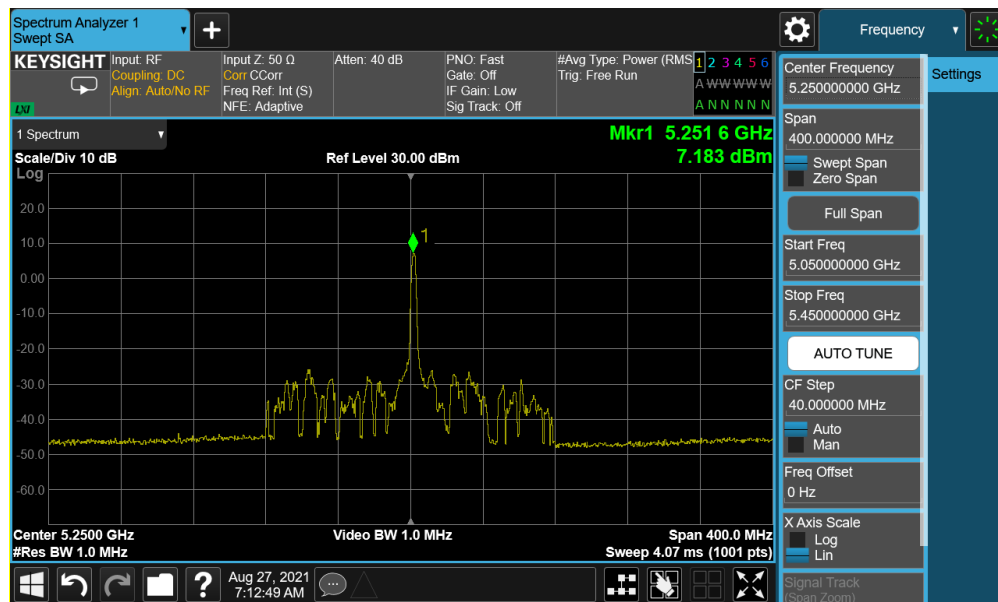 Spectrum Analyzer 1
Swept SA
+
Frequency
KEYSIGHT
LXI
Input: RF
Coupling: DC
Align: Auto/No RF
Input Z: 50 Ω
Corr CCorr
Freq Ref: Int (S)
NFE: Adaptive
Atten: 40 dB
PNO: Fast
Gate: Off
IF Gain: Low
Sig Track: Off
#Avg Type: Power (RMS
Trig: Free Run
1 2 3 4 5 6
A W W W W W
A N N N N N
1 Spectrum
Scale/Div 10 dB
Log
Ref Level 30.00 dBm
Mkr1 5.251 6 GHz
7.183 dBm
20.0
10.0
0.00
-10.0
-20.0
-30.0
-40.0
-50.0
-60.0
1
Center 5.2500 GHz
#Res BW 1.0 MHz
Video BW 1.0 MHz
Span 400.0 MHz
Sweep 4.07 ms (1001 pts)
?
Aug 27, 2021
7:12:49 AM
Center Frequency
5.250000000 GHz
Span
400.000000 MHz
Swept Span
Zero Span
Full Span
Start Freq
5.050000000 GHz
Stop Freq
5.450000000 GHz
AUTO TUNE
CF Step
40.000000 MHz
Auto
Man
Freq Offset
0 Hz
X Axis Scale
Log
Lin
Signal Track
(Span Zoom)
Settings